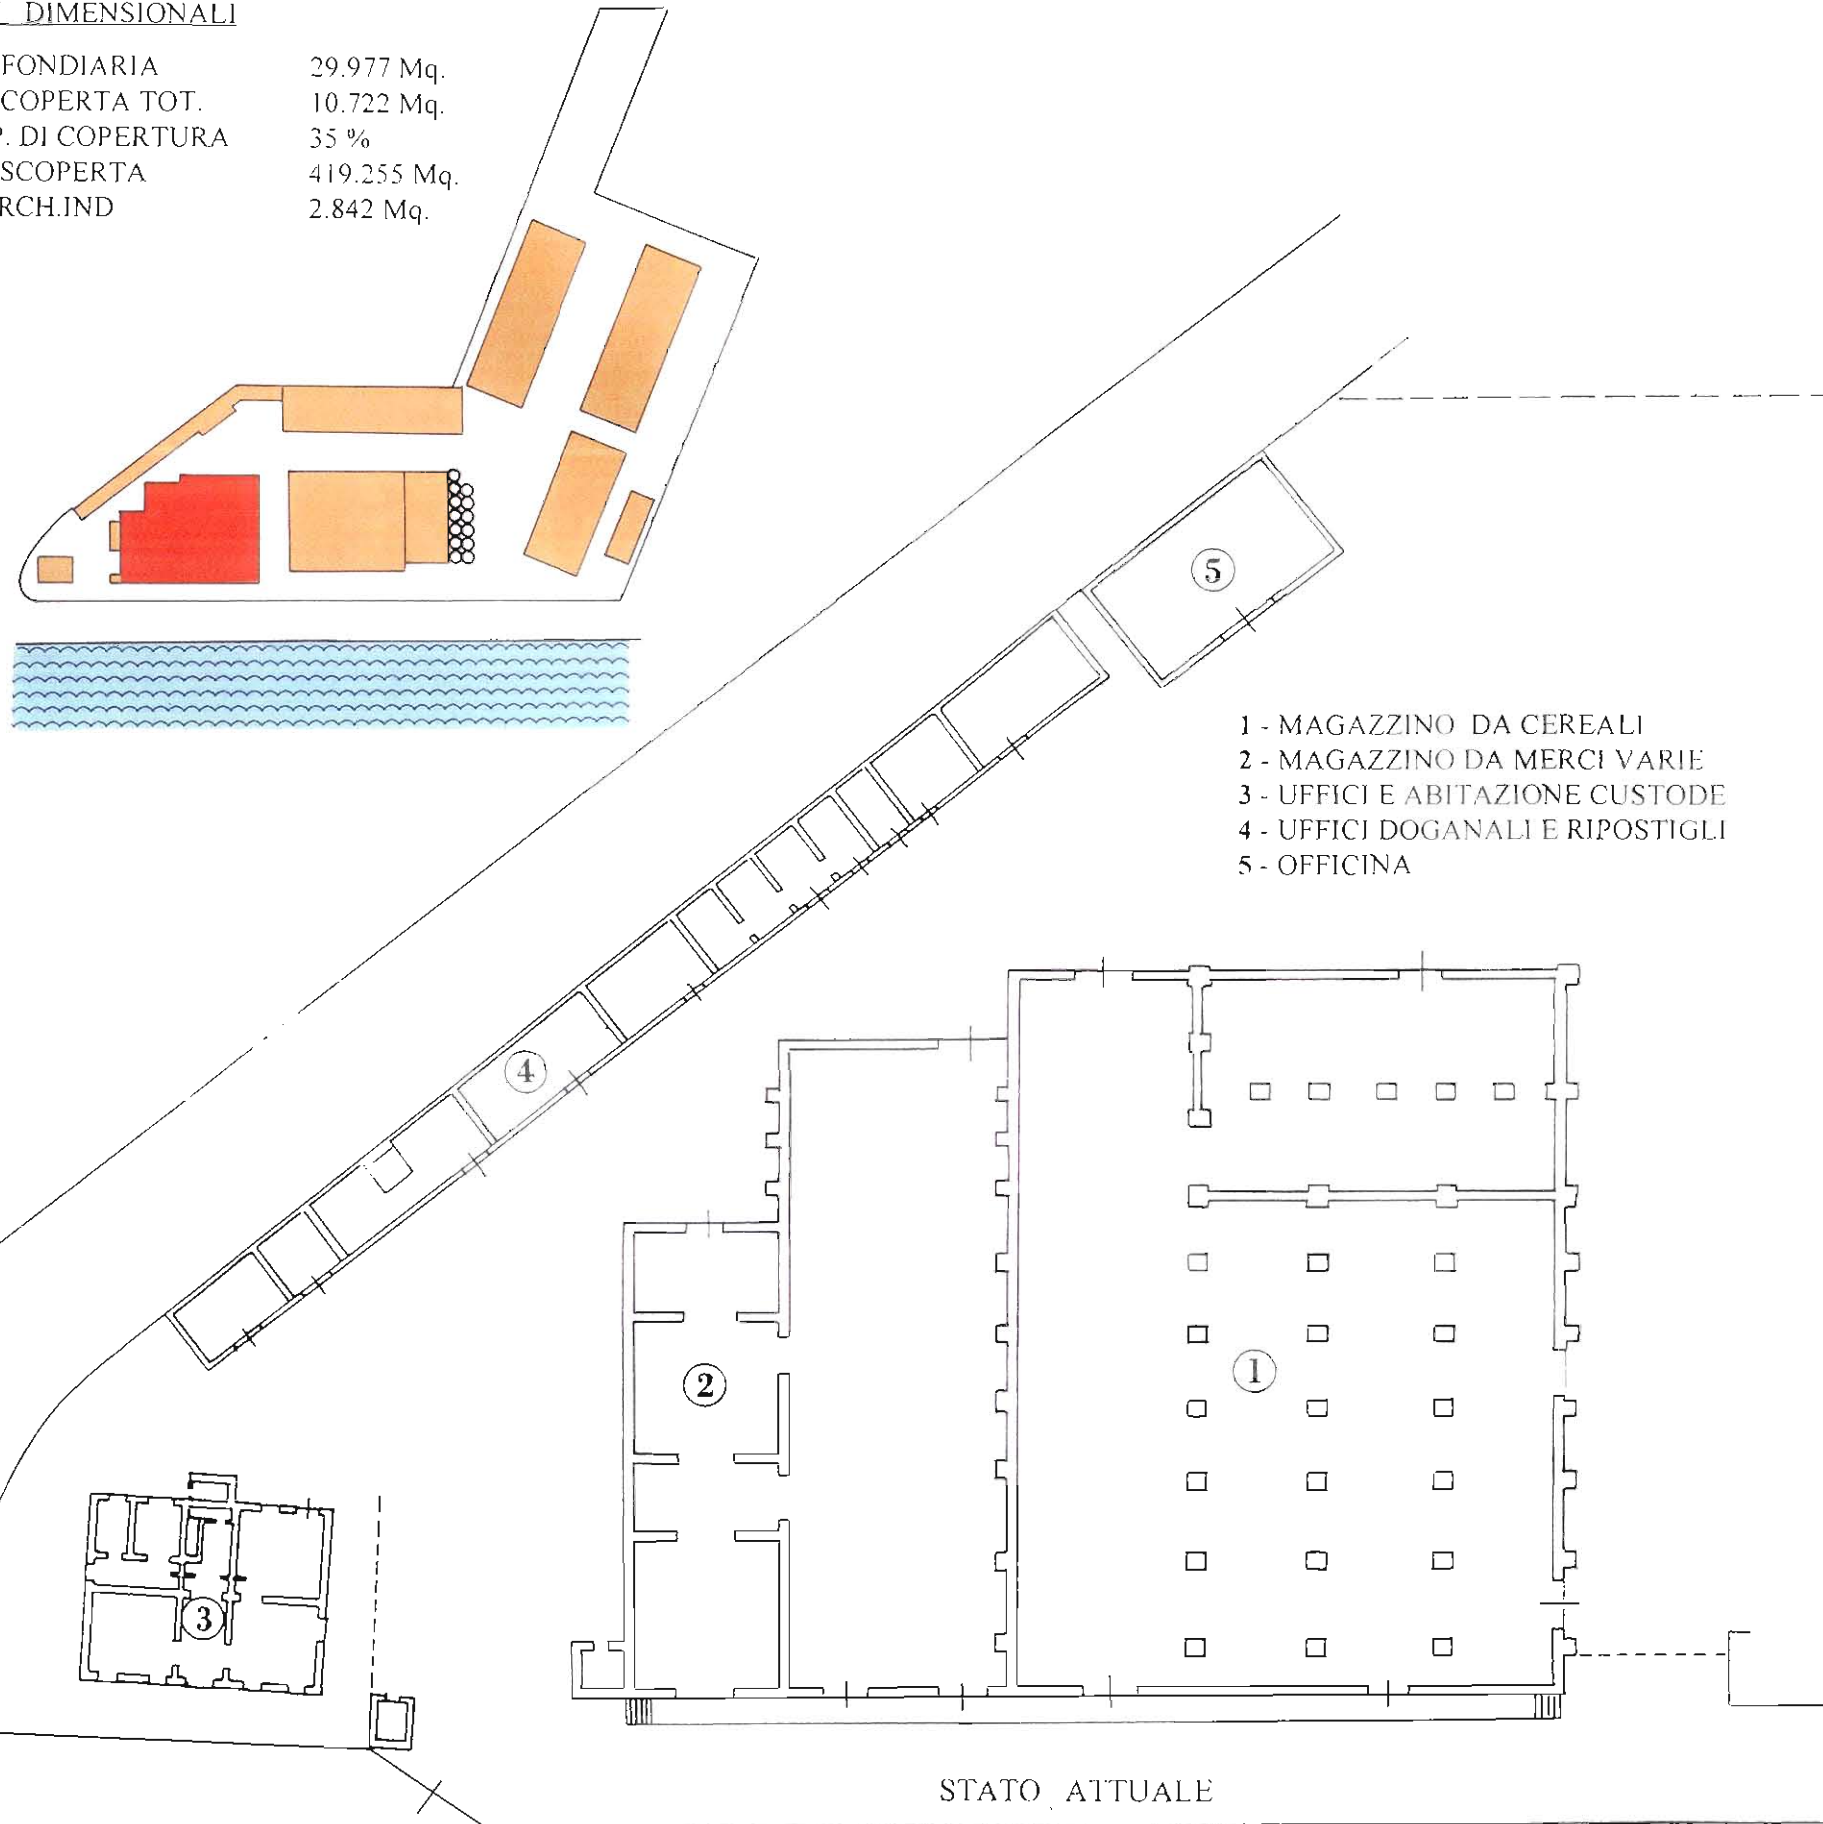 DIMENSIONALI
FONDIARIA 29.977 Mq.
COPERTA TOT. 10.722 Mq.
P. DI COPERTURA 35 %
SCOPERTA 419.255 Mq.
RCH.IND 2.842 Mq.
5
1 - MAGAZZINO DA CEREALI
2 - MAGAZZINO DA MERCI VARIE
3 - UFFICI E ABITAZIONE CUSTODE
4 - UFFICI DOGANALI E RIPOSTIGLI
5 - OFFICINA
4
1
2
3
STATO ATTUALE